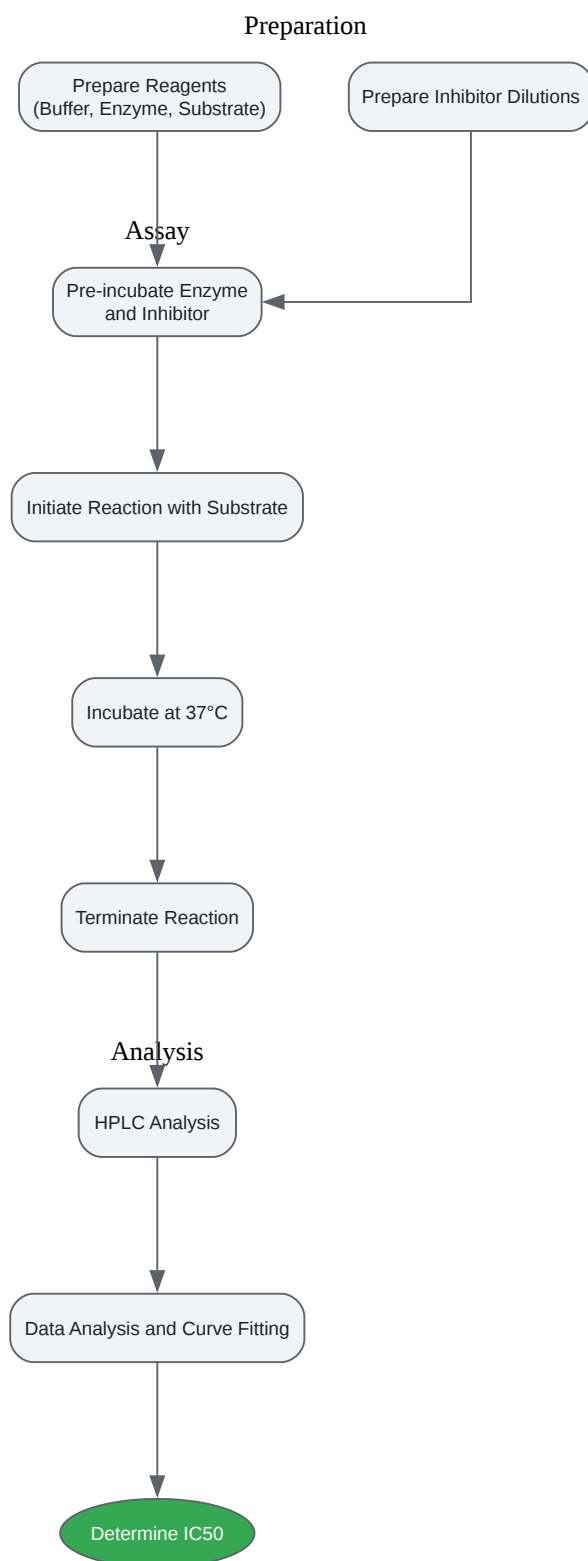 Preparation
Prepare Reagents
(Buffer, Enzyme, Substrate)
Prepare Inhibitor Dilutions
Assay
Pre-incubate Enzyme
and Inhibitor
Initiate Reaction with Substrate
Incubate at 37°C
Terminate Reaction
Analysis
HPLC Analysis
Data Analysis and Curve Fitting
Determine IC50